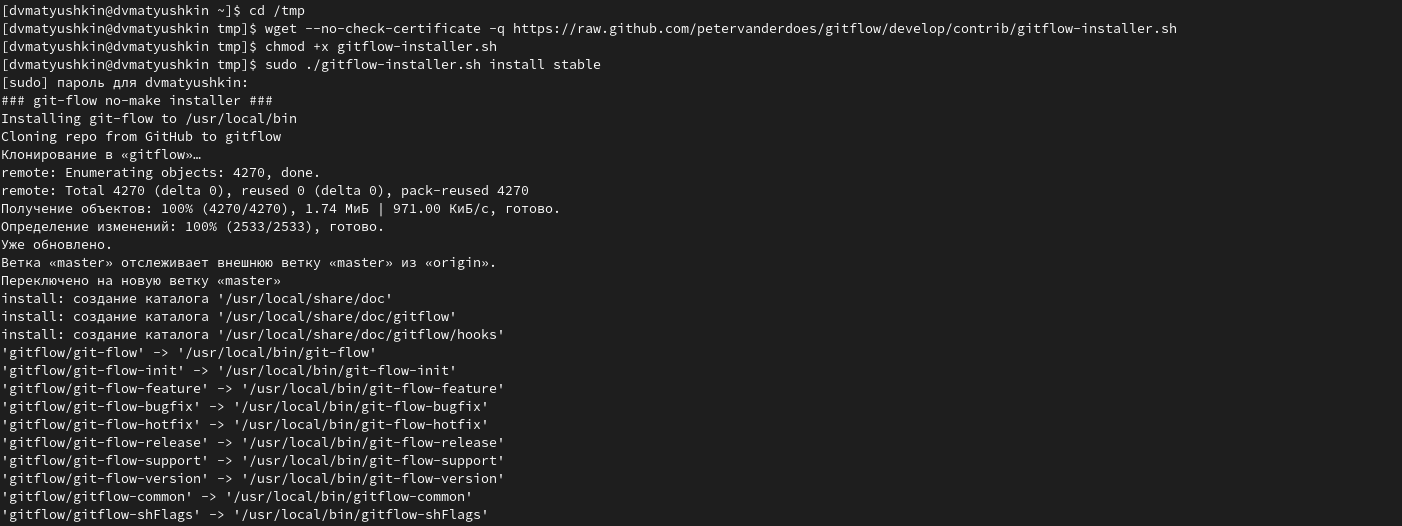 [dvmatyushkin@dvmatyushkin ~]$ cd /tmp
[dvmatyushkin@dvmatyushkin tmp]$ wget --no-check-certificate -q https://raw.github.com/petervanderdoes/gitflow/develop/contrib/gitflow-installer.sh
[dvmatyushkin@dvmatyushkin tmp]$ chmod +x gitflow-installer.sh
[dvmatyushkin@dvmatyushkin tmp]$ sudo ./gitflow-installer.sh install stable
[sudo] пароль для dvmatyushkin:
### git-flow no-make installer ###
Installing git-flow to /usr/local/bin
Cloning repo from GitHub to gitflow
Клонирование в «gitflow»…
remote: Enumerating objects: 4270, done.
remote: Total 4270 (delta 0), reused 0 (delta 0), pack-reused 4270
Получение объектов: 100% (4270/4270), 1.74 МиБ | 971.00 КиБ/с, готово.
Определение изменений: 100% (2533/2533), готово.
Уже обновлено.
Ветка «master» отслеживает внешнюю ветку «master» из «origin».
Переключено на новую ветку «master»
install: создание каталога '/usr/local/share/doc'
install: создание каталога '/usr/local/share/doc/gitflow'
install: создание каталога '/usr/local/share/doc/gitflow/hooks'
'gitflow/git-flow' -> '/usr/local/bin/git-flow'
'gitflow/git-flow-init' -> '/usr/local/bin/git-flow-init'
'gitflow/git-flow-feature' -> '/usr/local/bin/git-flow-feature'
'gitflow/git-flow-bugfix' -> '/usr/local/bin/git-flow-bugfix'
'gitflow/git-flow-hotfix' -> '/usr/local/bin/git-flow-hotfix'
'gitflow/git-flow-release' -> '/usr/local/bin/git-flow-release'
'gitflow/git-flow-support' -> '/usr/local/bin/git-flow-support'
'gitflow/git-flow-version' -> '/usr/local/bin/git-flow-version'
'gitflow/gitflow-common' -> '/usr/local/bin/gitflow-common'
'gitflow/gitflow-shFlags' -> '/usr/local/bin/gitflow-shFlags'